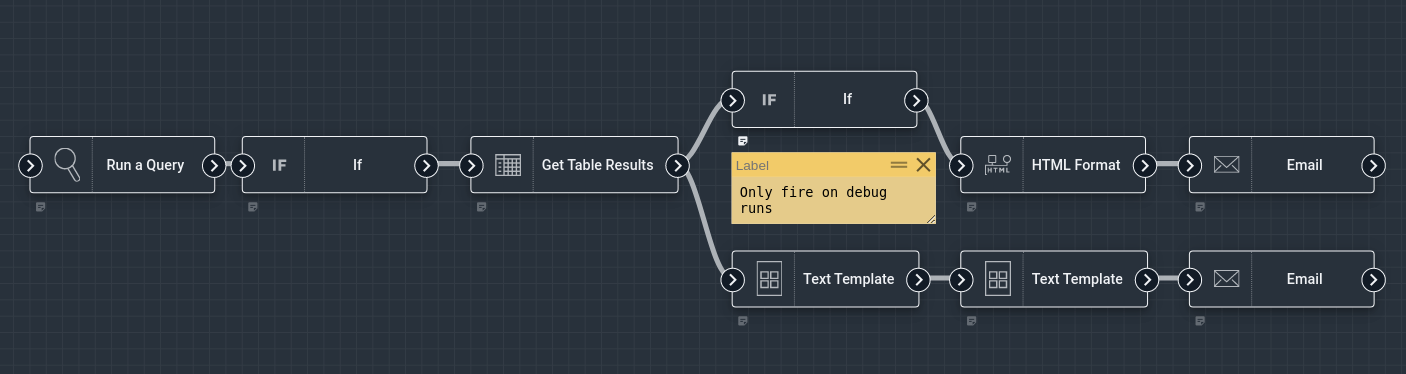 IF
If
Run a Query
IF
If
Get Table Results
Label
Only fire on debug
runs
HTML
HTML Format
Email
Text Template
Text Template
Email